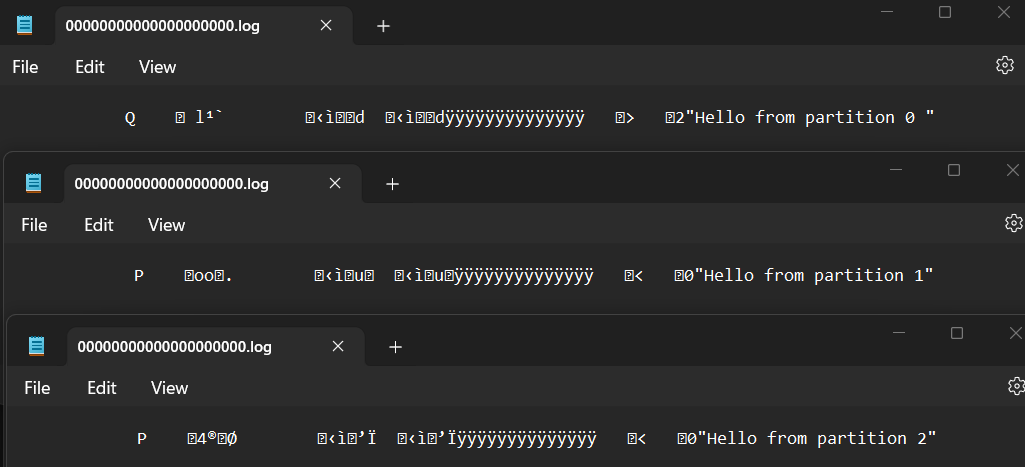 00000000000000000000.log
File Edit View
Q � l¹` �‹ì��d �‹ì��dÿÿÿÿÿÿÿÿÿÿÿÿÿÿ �> �2"Hello from partition 0 "
00000000000000000000.log
File Edit View
P �oo�. �‹ì�u� �‹ì�u�ÿÿÿÿÿÿÿÿÿÿÿÿÿÿ �< �0"Hello from partition 1"
00000000000000000000.log
File Edit View
P �4®�Ø �‹ì�’Ï �‹ì�’Ïÿÿÿÿÿÿÿÿÿÿÿÿÿÿ �< �0"Hello from partition 2"